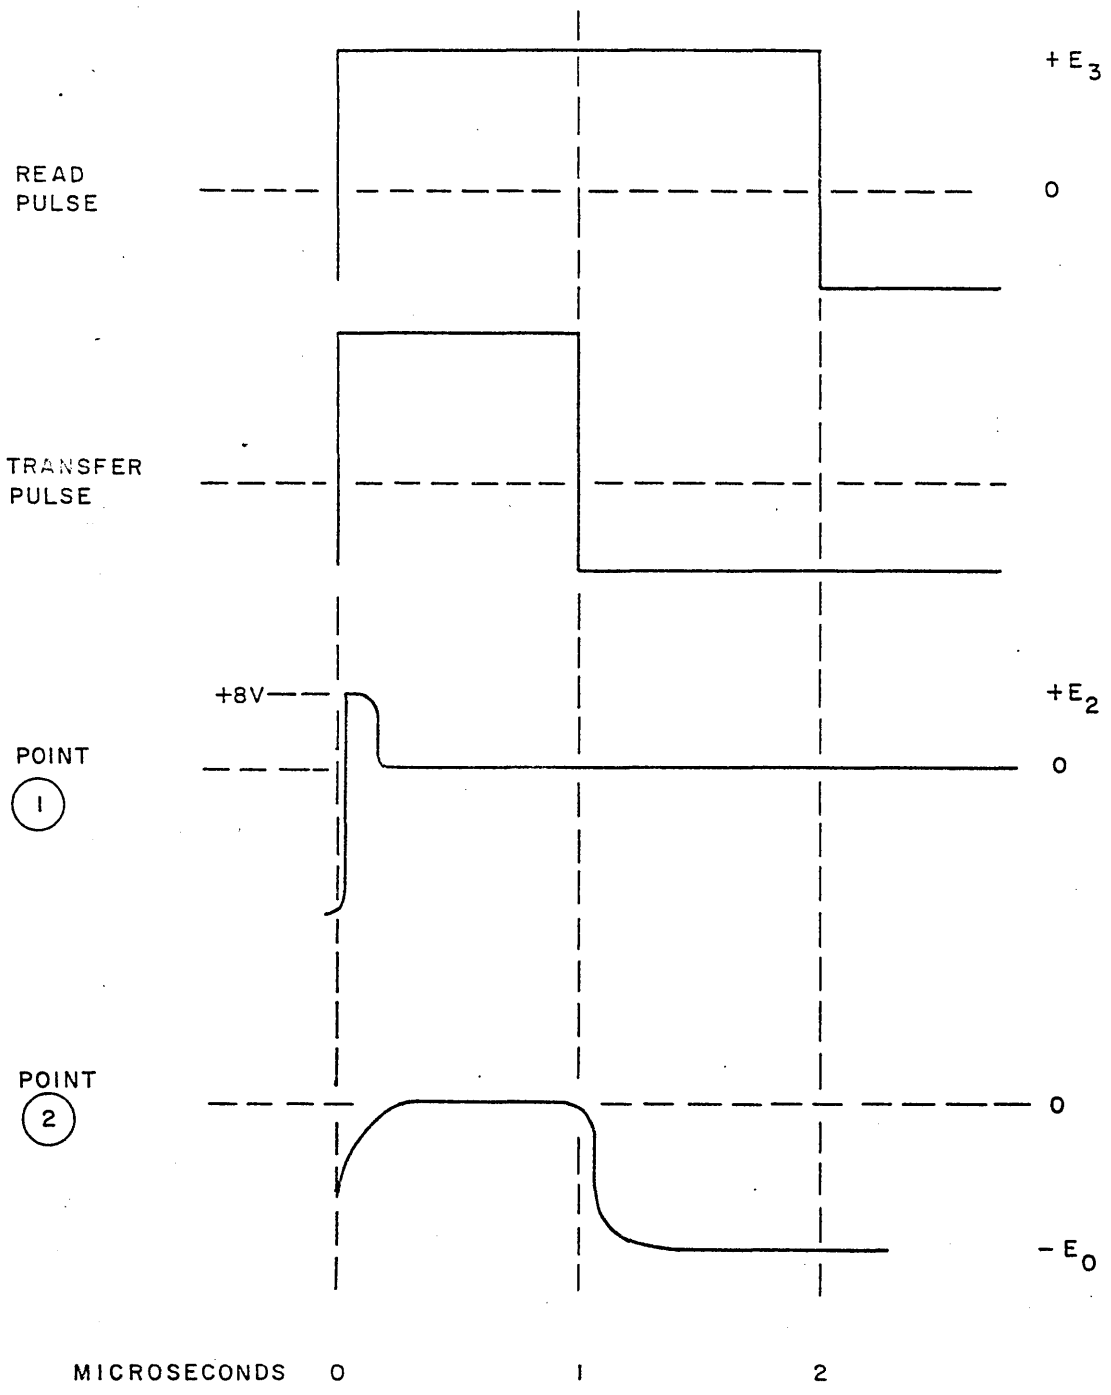 +E3
READ
PULSE
0
TRANSFER
PULSE
+8V
+E2
POINT
1
0
POINT
2
0
-E0
MICROSECONDS 0 1 2